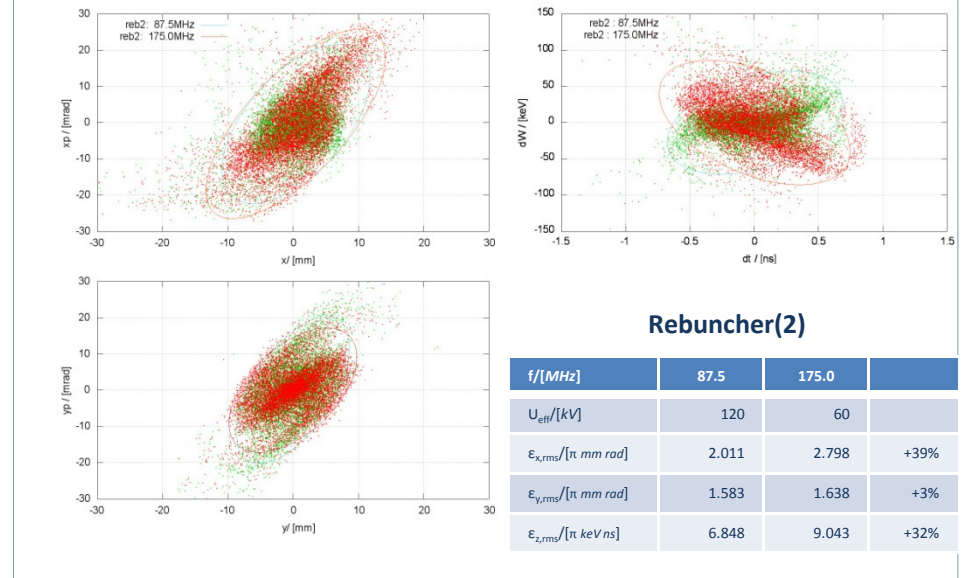 reb2: 87.5MHz
reb2: 175.0MHz
30
20
10
0
-10
-20
-30
xp / [mrad]
-30 -20 -10 0 10 20 30
x/ [mm]
reb2 : 87.5MHz
reb2 : 175.0MHz
150
100
50
0
-50
-100
-150
dW / [keV]
-1.5 -1 -0.5 0 0.5 1 1.5
dt / [ns]
30
20
10
0
-10
-20
-30
yp / [mrad]
-30 -20 -10 0 10 20 30
y/ [mm]
Rebuncher(2)
f/[MHz] 87.5 175.0
Ueff/[kV] 120 60
εx,rms/[π mm rad] 2.011 2.798 +39%
εy,rms/[π mm rad] 1.583 1.638 +3%
εz,rms/[π keV ns] 6.848 9.043 +32%